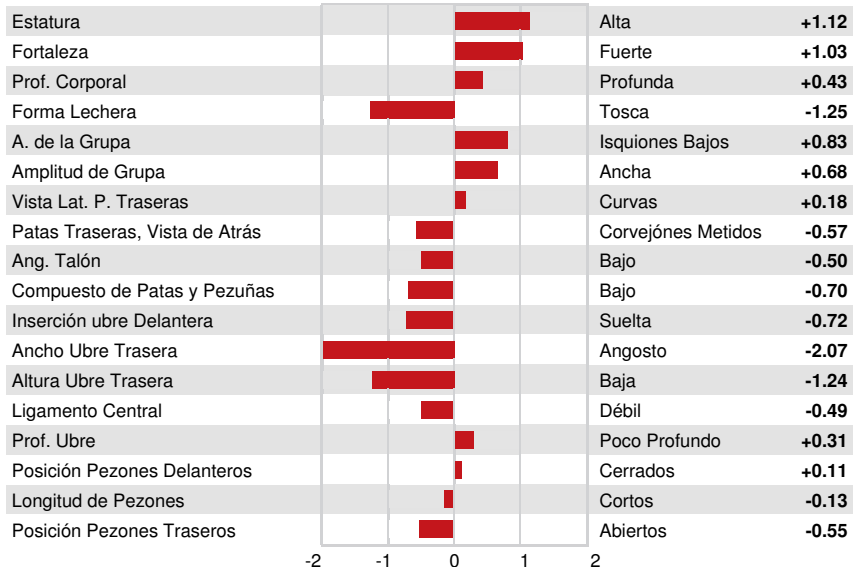 Estatura Alta +1.12
Fortaleza Fuerte +1.03
Prof. Corporal Profunda +0.43
Forma Lechera Tosca -1.25
A. de la Grupa Isquiones Bajos +0.83
Amplitud de Grupa Ancha +0.68
Vista Lat. P. Traseras Curvas +0.18
Patas Traseras, Vista de Atrás Corvejónes Metidos -0.57
Ang. Talón Bajo -0.50
Compuesto de Patas y Pezuñas Bajo -0.70
Inserción ubre Delantera Suelta -0.72
Ancho Ubre Trasera Angosto -2.07
Altura Ubre Trasera Baja -1.24
Ligamento Central Débil -0.49
Prof. Ubre Poco Profundo +0.31
Posición Pezones Delanteros Cerrados +0.11
Longitud de Pezones Cortos -0.13
Posición Pezones Traseros Abiertos -0.55
-2 -1 0 1 2